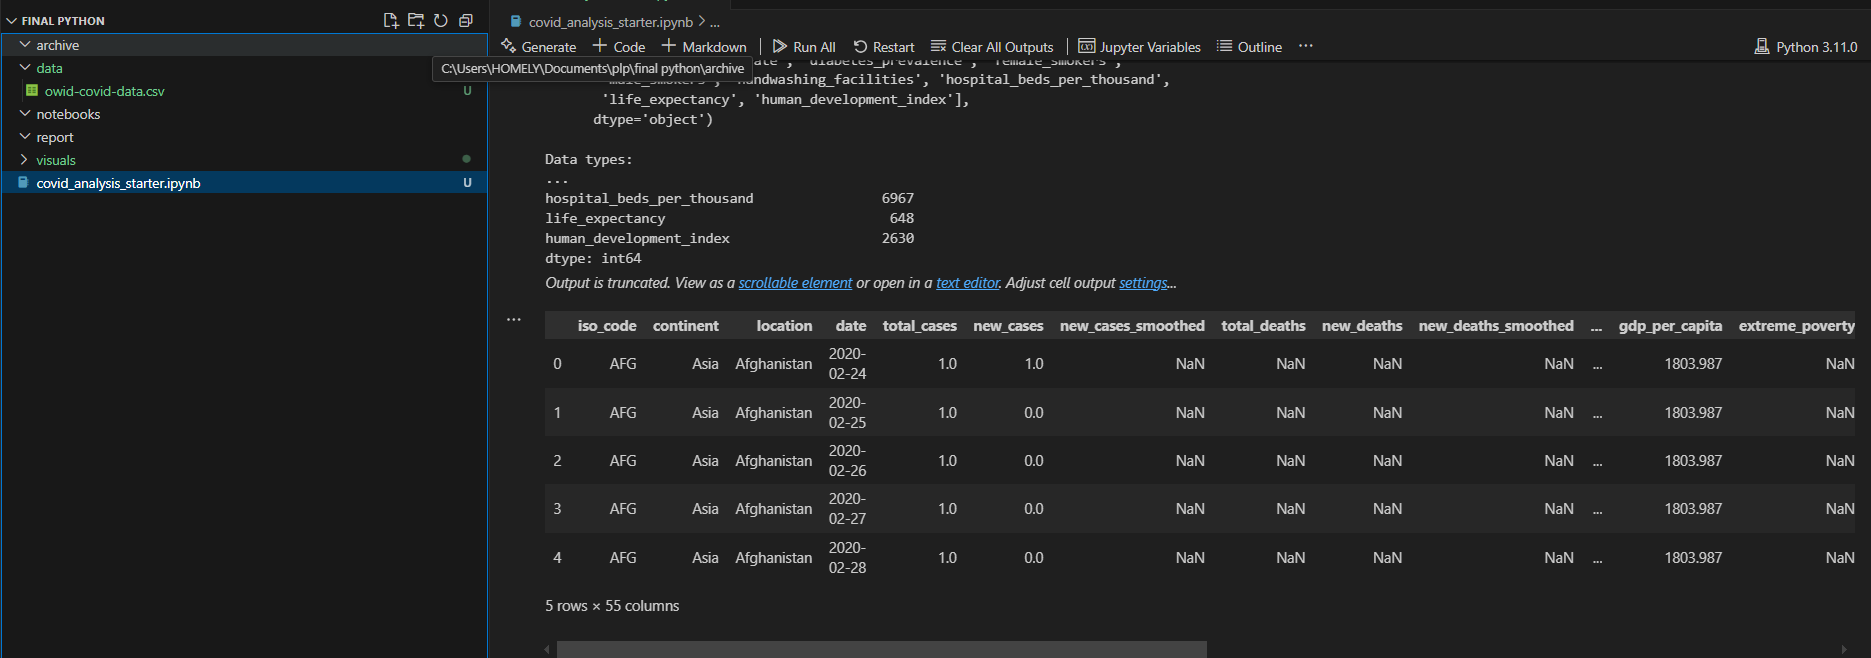 FINAL PYTHON
archive
data
owid-covid-data.csv U
notebooks
report
visuals
covid_analysis_starter.ipynb U
covid_analysis_starter.ipynb > ...
Generate + Code + Markdown | Run All Restart Clear All Outputs | Jupyter Variables Outline ... Python 3.11.0
C:\Users\HOMELY\Documents\plp\final python\archive
'handwashing_facilities', 'hospital_beds_per_thousand',
'life_expectancy', 'human_development_index'],
dtype='object')
Data types:
...
hospital_beds_per_thousand 6967
life_expectancy 648
human_development_index 2630
dtype: int64
Output is truncated. View as a scrollable element or open in a text editor. Adjust cell output settings...
...
iso_code continent location date total_cases new_cases new_cases_smoothed total_deaths new_deaths new_deaths_smoothed ... gdp_per_capita extreme_poverty
0 AFG Asia Afghanistan 2020-02-24 1.0 1.0 NaN NaN NaN NaN ... 1803.987 NaN
1 AFG Asia Afghanistan 2020-02-25 1.0 0.0 NaN NaN NaN NaN ... 1803.987 NaN
2 AFG Asia Afghanistan 2020-02-26 1.0 0.0 NaN NaN NaN NaN ... 1803.987 NaN
3 AFG Asia Afghanistan 2020-02-27 1.0 0.0 NaN NaN NaN NaN ... 1803.987 NaN
4 AFG Asia Afghanistan 2020-02-28 1.0 0.0 NaN NaN NaN NaN ... 1803.987 NaN
5 rows × 55 columns